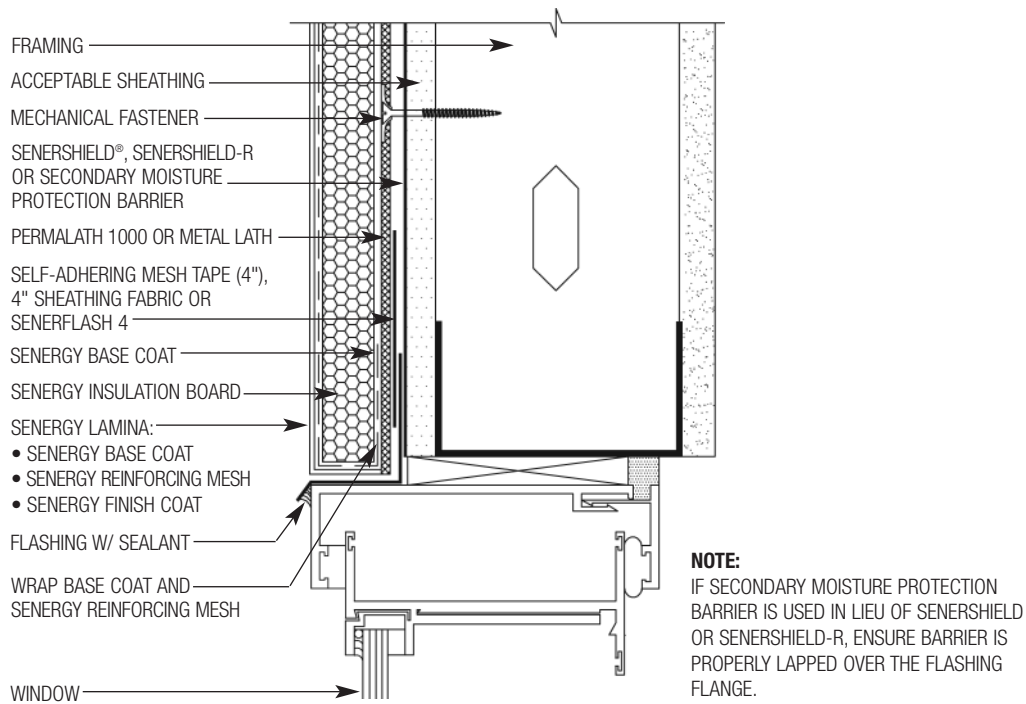 FRAMING
ACCEPTABLE SHEATHING
MECHANICAL FASTENER
SENERSHIELD®, SENERSHIELD-R
OR SECONDARY MOISTURE
PROTECTION BARRIER
PERMALATH 1000 OR METAL LATH
SELF-ADHERING MESH TAPE (4"),
4" SHEATHING FABRIC OR
SENERFLASH 4
SENERGY BASE COAT
SENERGY INSULATION BOARD
SENERGY LAMINA:
• SENERGY BASE COAT
• SENERGY REINFORCING MESH
• SENERGY FINISH COAT
FLASHING W/ SEALANT
WRAP BASE COAT AND
SENERGY REINFORCING MESH
WINDOW
NOTE:
IF SECONDARY MOISTURE PROTECTION
BARRIER IS USED IN LIEU OF SENERSHIELD
OR SENERSHIELD-R, ENSURE BARRIER IS
PROPERLY LAPPED OVER THE FLASHING
FLANGE.